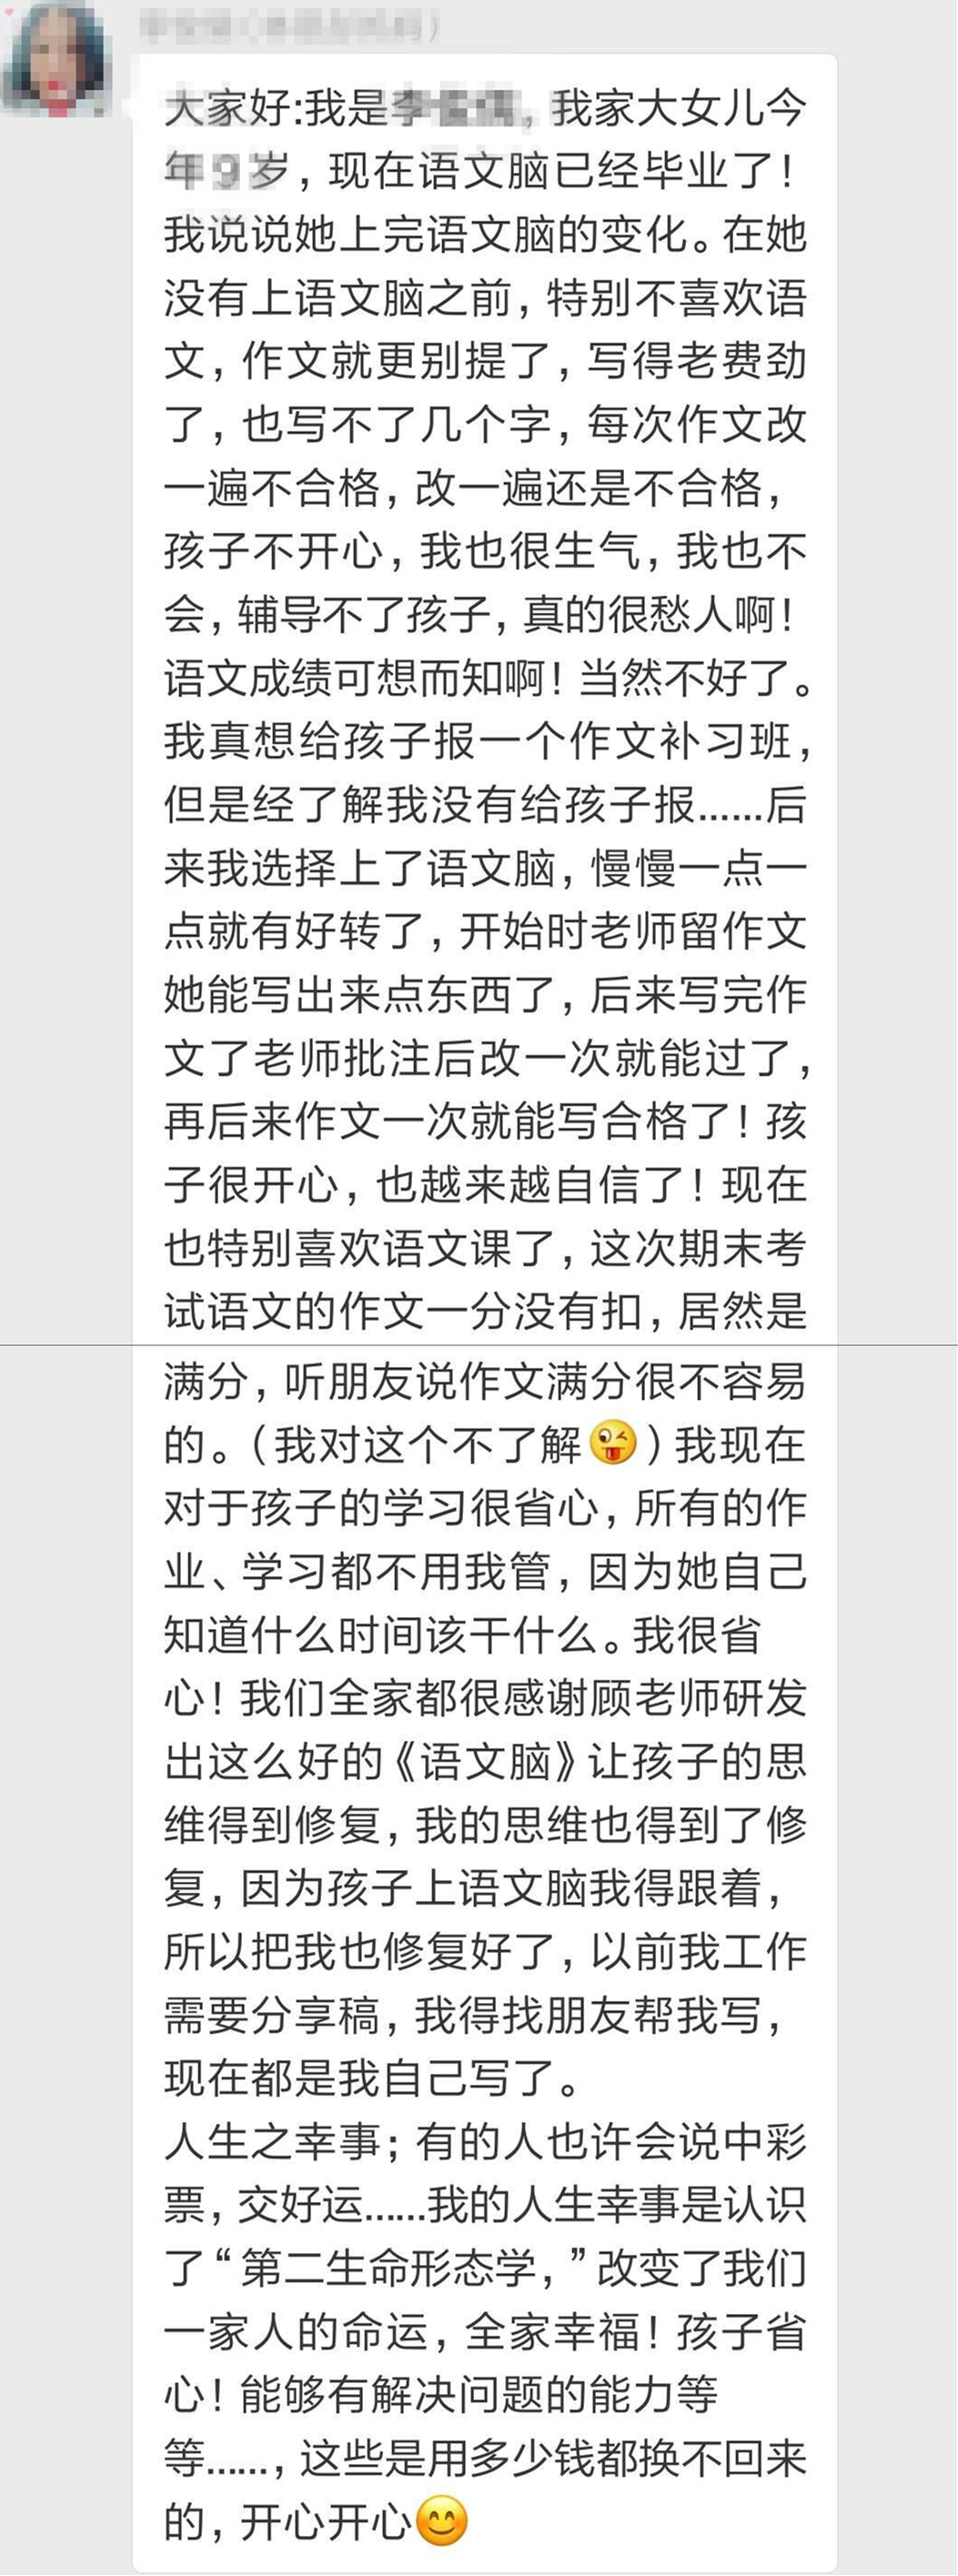 大家好:我是李，我家大女儿今
年9岁，现在语文脑已经毕业了！
我说说她上完语文脑的变化。在她
没有上语文脑之前，特别不喜欢语
文，作文就更别提了，写得老费劲
了，也写不了几个字，每次作文改
一遍不合格，改一遍还是不合格，
孩子不开心，我也很生气，我也不
会，辅导不了孩子，真的很愁人啊！
语文成绩可想而知啊！当然不好了。
我真想给孩子报一个作文补习班，
但是经了解我没有给孩子报……后
来我选择上了语文脑，慢慢一点一
点就有好转了，开始时老师留作文
她能写出来点东西了，后来写完作
文了老师批注后改一次就能过了，
再后来作文一次就能写合格了！孩
子很开心，也越来越自信了！现在
也特别喜欢语文课了，这次期末考
试语文的作文一分没有扣，居然是
满分，听朋友说作文满分很不容易
的。（我对这个不了解😜）我现在
对于孩子的学习很省心，所有的作
业、学习都不用我管，因为她自己
知道什么时间该干什么。我很省
心！我们全家都很感谢顾老师研发
出这么好的《语文脑》让孩子的思
维得到修复，我的思维也得到了修
复，因为孩子上语文脑我得跟着，
所以把我也修复好了，以前我工作
需要分享稿，我得找朋友帮我写，
现在都是我自己写了。
人生之幸事；有的人也许会说中彩
票，交好运……我的人生幸事是认识
了“第二生命形态学，”改变了我们
一家人的命运，全家幸福！孩子省
心！能够有解决问题的能力等
等……，这些是用多少钱都换不回来
的，开心开心😊